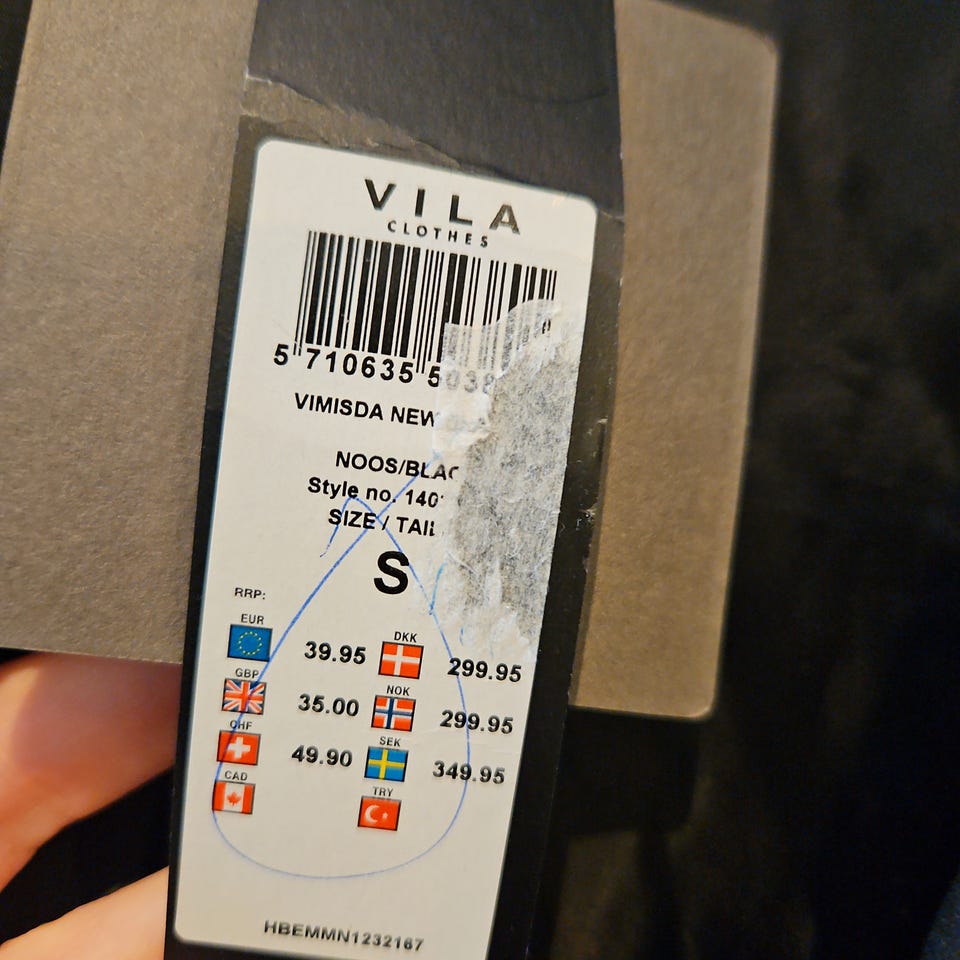 VILA
CLOTHES
5 710635 5038
VIMISDA NEW
NOOS/BLAC
Style no. 140
SIZE / TAIL
S
RRP:
EUR 39.95 DKK 299.95
GBP 35.00 NOK 299.95
CHF 49.90 SEK 349.95
CAD TRY
HBEMMN1232167